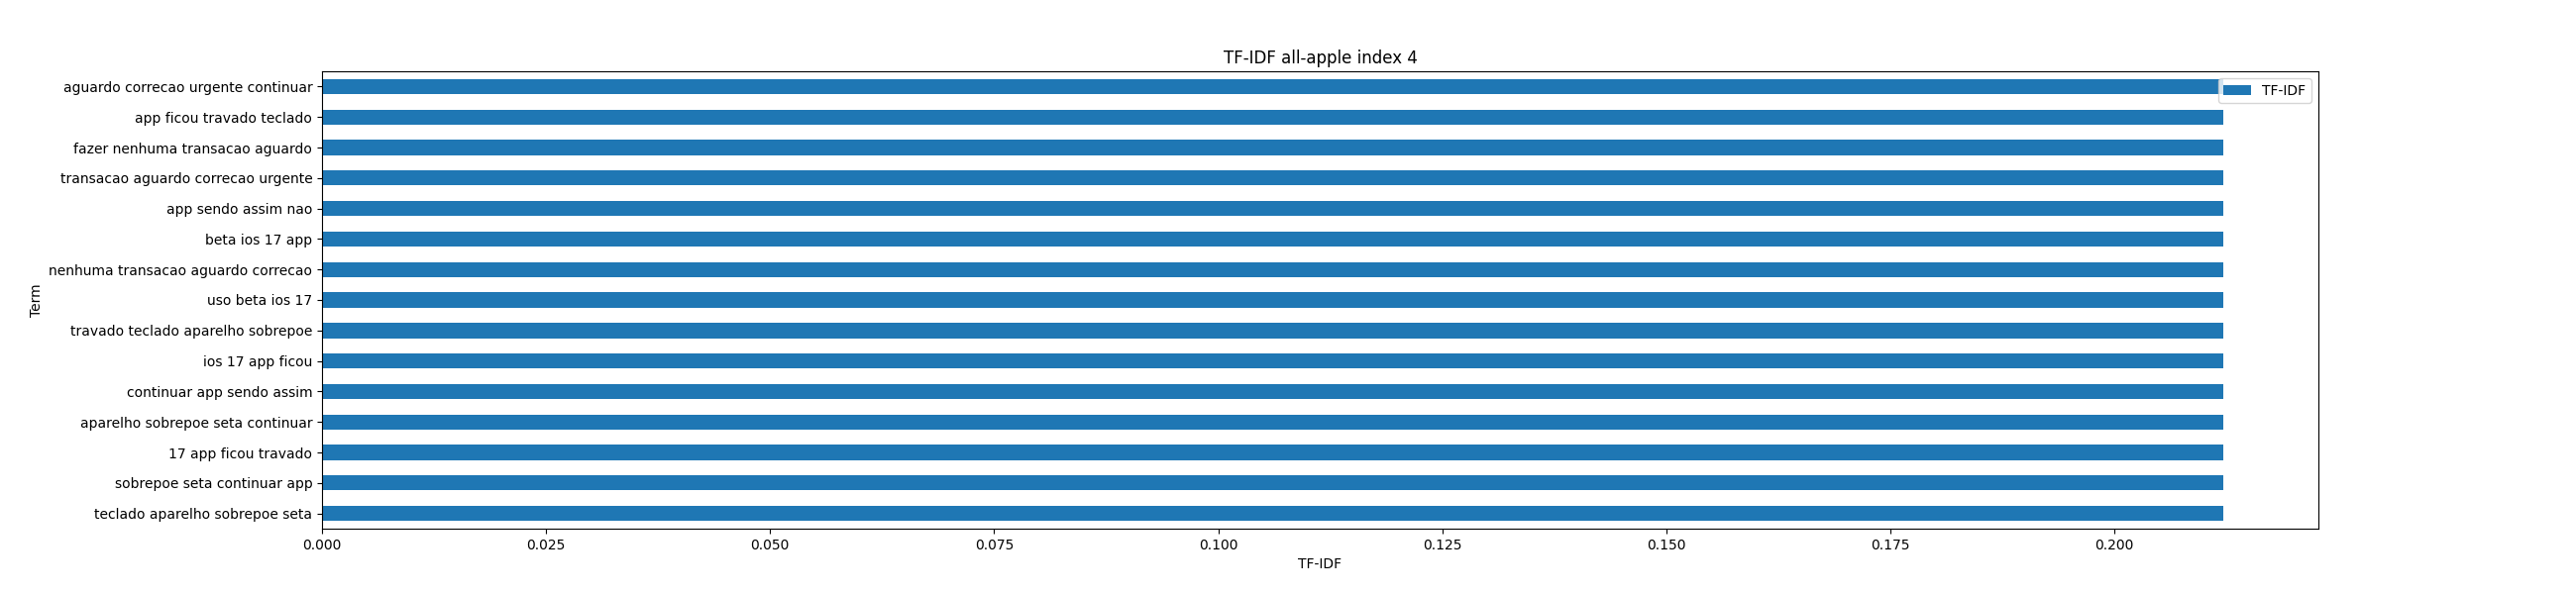 TF-IDF all-apple index 4
TF-IDF
Term
aguardo correcao urgente continuar
app ficou travado teclado
fazer nenhuma transacao aguardo
transacao aguardo correcao urgente
app sendo assim nao
beta ios 17 app
nenhuma transacao aguardo correcao
uso beta ios 17
travado teclado aparelho sobrepoe
ios 17 app ficou
continuar app sendo assim
aparelho sobrepoe seta continuar
17 app ficou travado
sobrepoe seta continuar app
teclado aparelho sobrepoe seta
0.000 0.025 0.050 0.075 0.100 0.125 0.150 0.175 0.200
TF-IDF